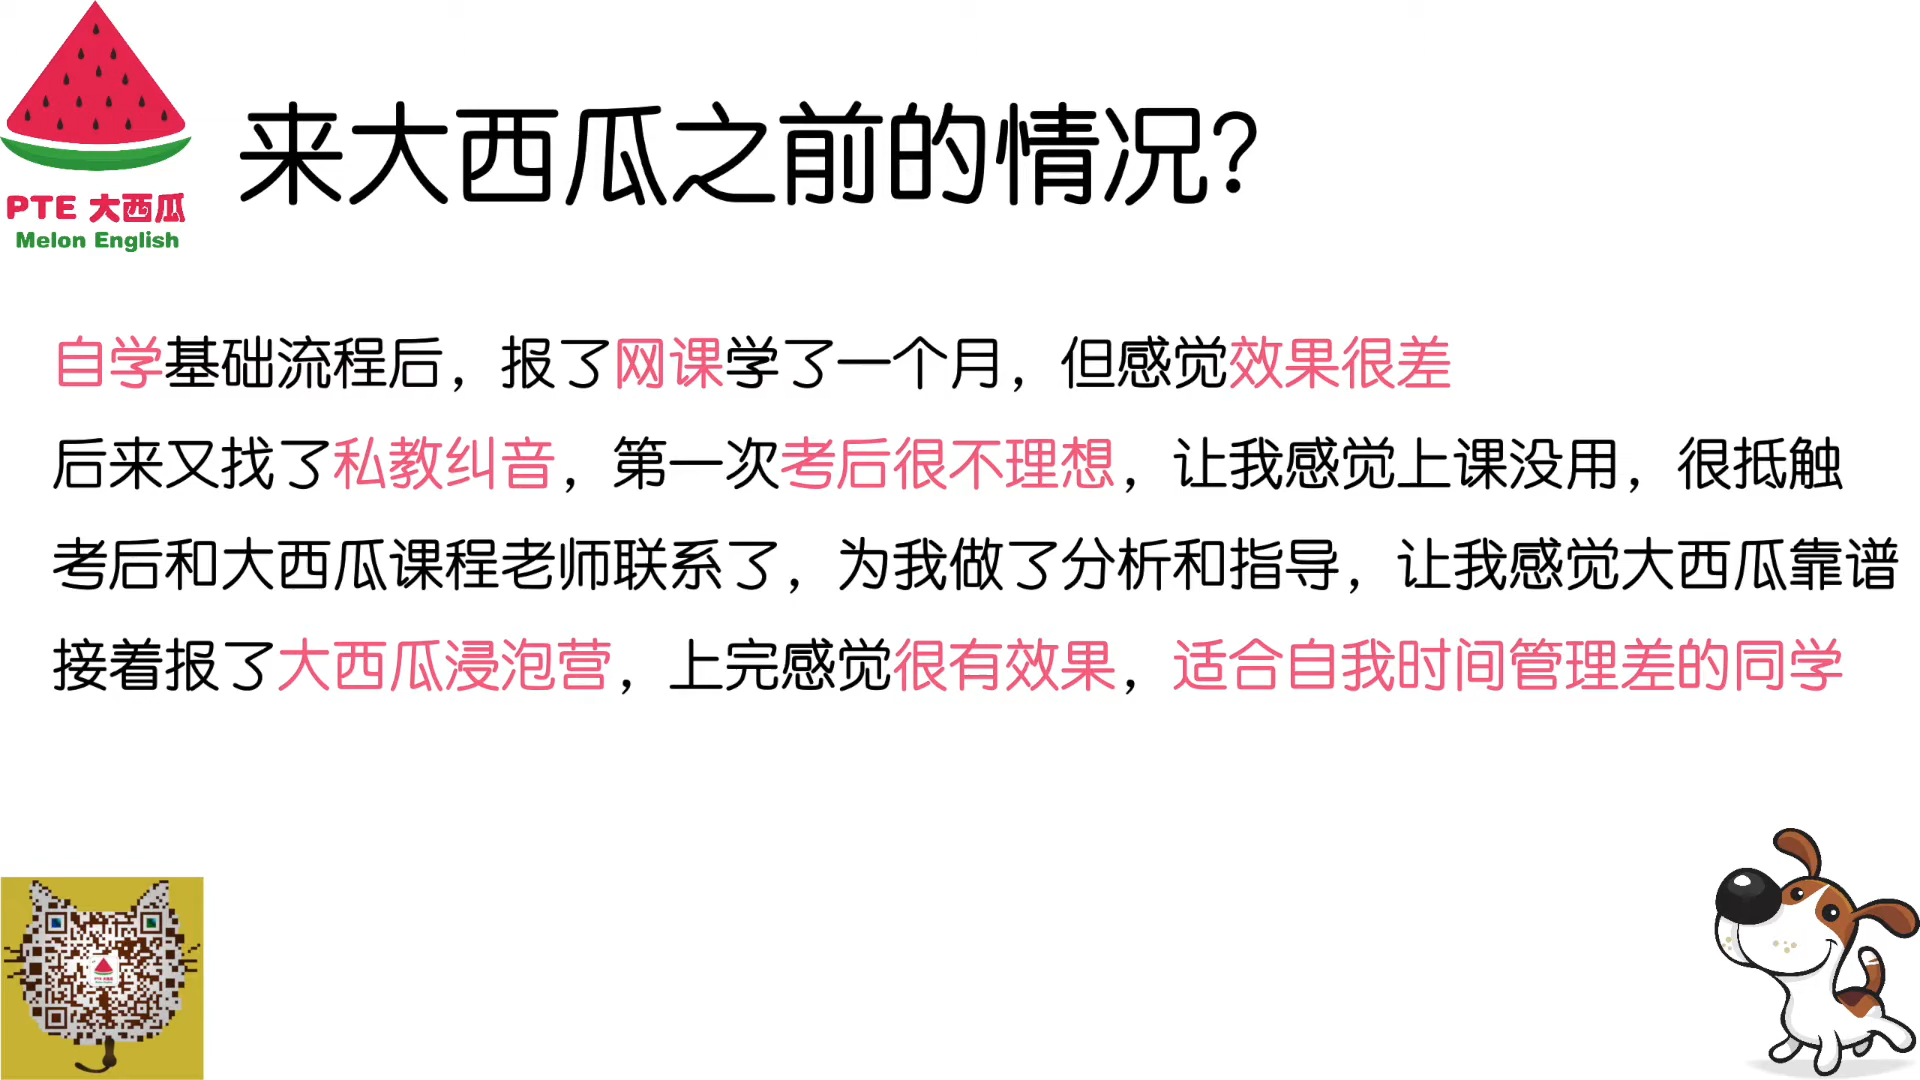 来大西瓜之前的情况？
PTE 大西瓜
Melon English
自学基础流程后，报了网课学了一个月，但感觉效果很差
后来又找了私教纠音，第一次考后很不理想，让我感觉上课没用，很抵触
考后和大西瓜课程老师联系了，为我做了分析和指导，让我感觉大西瓜靠谱
接着报了大西瓜浸泡营，上完感觉很有效果，适合自我时间管理差的同学